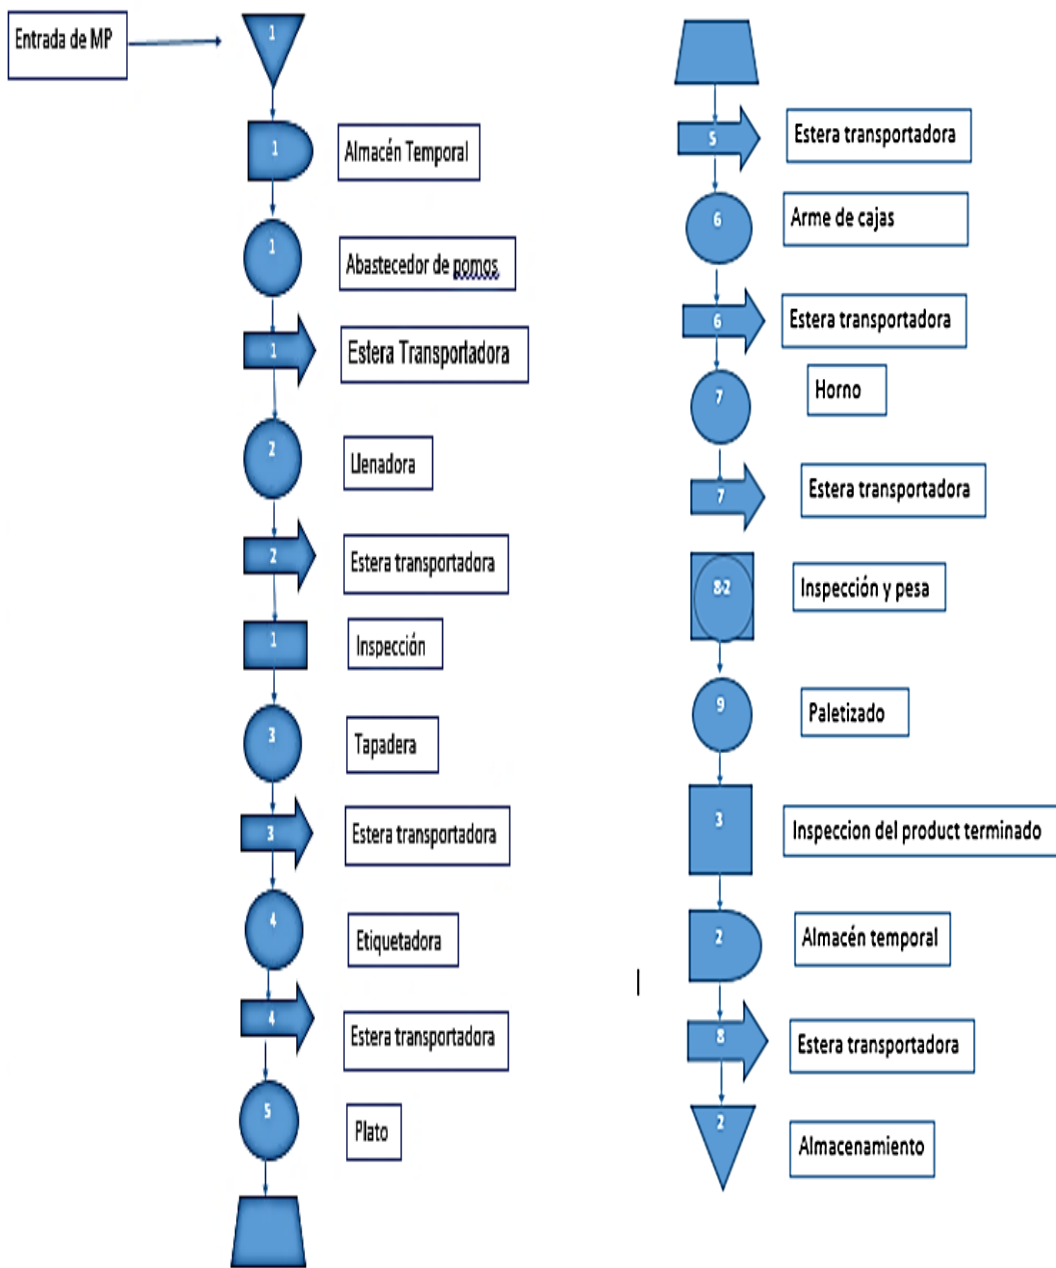 Entrada de MP
1
1
Almacén Temporal
1
Abastecedor de pomos
1
Estera Transportadora
2
Llenadora
2
Estera transportadora
1
Inspección
3
Tapadera
3
Estera transportadora
4
Etiquetadora
4
Estera transportadora
5
Plato
5
Estera transportadora
6
Arme de cajas
6
Estera transportadora
7
Horno
7
Estera transportadora
8-2
Inspección y pesa
9
Paletizado
3
Inspeccion del product terminado
2
Almacén temporal
8
Estera transportadora
2
Almacenamiento